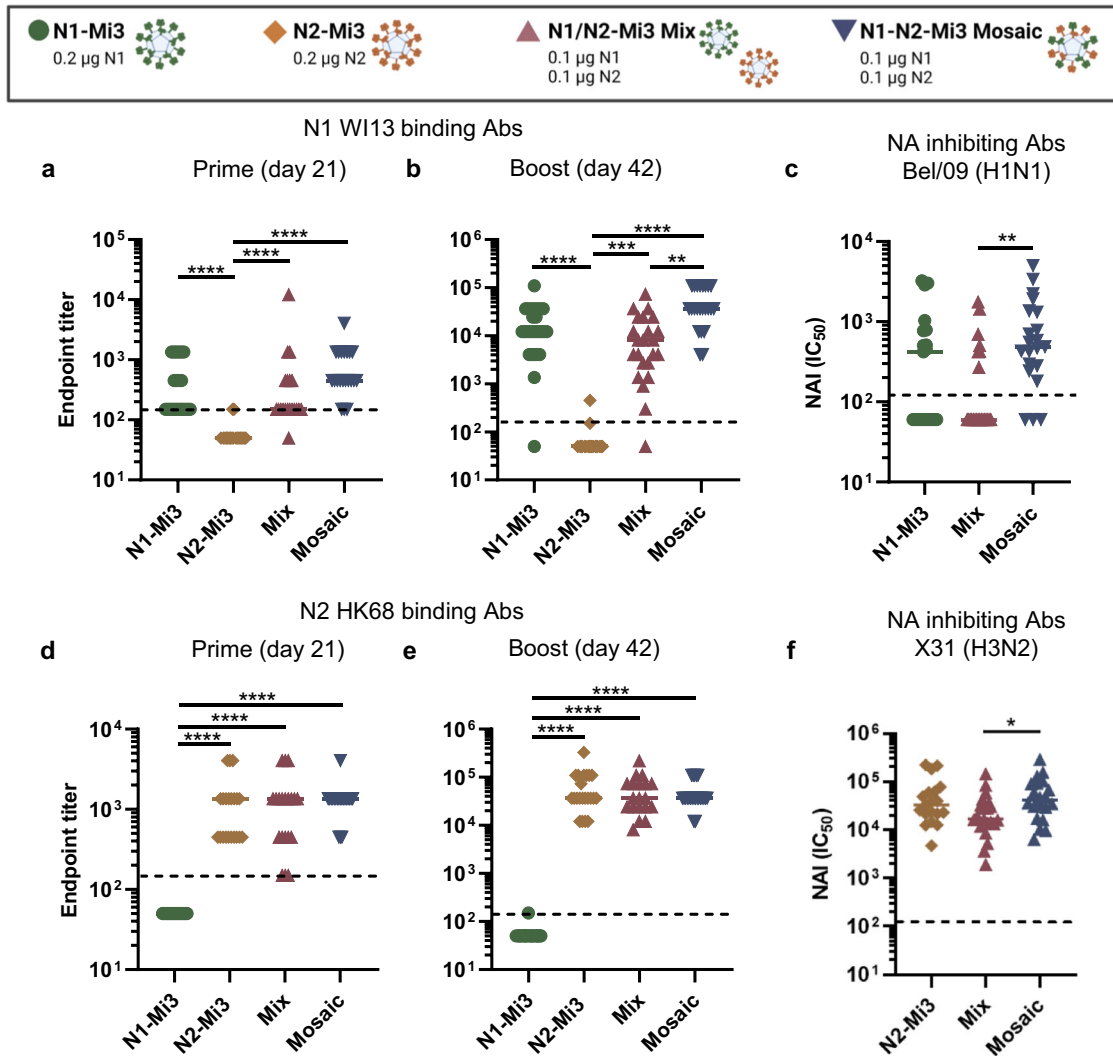 N1-Mi3
0.2 µg N1
N2-Mi3
0.2 µg N2
N1/N2-Mi3 Mix
0.1 µg N1
0.1 µg N2
N1-N2-Mi3 Mosaic
0.1 µg N1
0.1 µg N2
N1 WI13 binding Abs
a
Prime (day 21)
****
****
****
Endpoint titer
10^5
10^4
10^3
10^2
10^1
N1-Mi3
N2-Mi3
Mix
Mosaic
b
Boost (day 42)
****
***
****
**
10^6
10^5
10^4
10^3
10^2
10^1
N1-Mi3
N2-Mi3
Mix
Mosaic
c
NA inhibiting Abs
Bel/09 (H1N1)
**
NAI (IC50)
10^4
10^3
10^2
10^1
N1-Mi3
Mix
Mosaic
N2 HK68 binding Abs
d
Prime (day 21)
****
****
****
Endpoint titer
10^4
10^3
10^2
10^1
N1-Mi3
N2-Mi3
Mix
Mosaic
e
Boost (day 42)
****
****
****
10^6
10^5
10^4
10^3
10^2
10^1
N1-Mi3
N2-Mi3
Mix
Mosaic
f
NA inhibiting Abs
X31 (H3N2)
*
NAI (IC50)
10^6
10^5
10^4
10^3
10^2
10^1
N2-Mi3
Mix
Mosaic